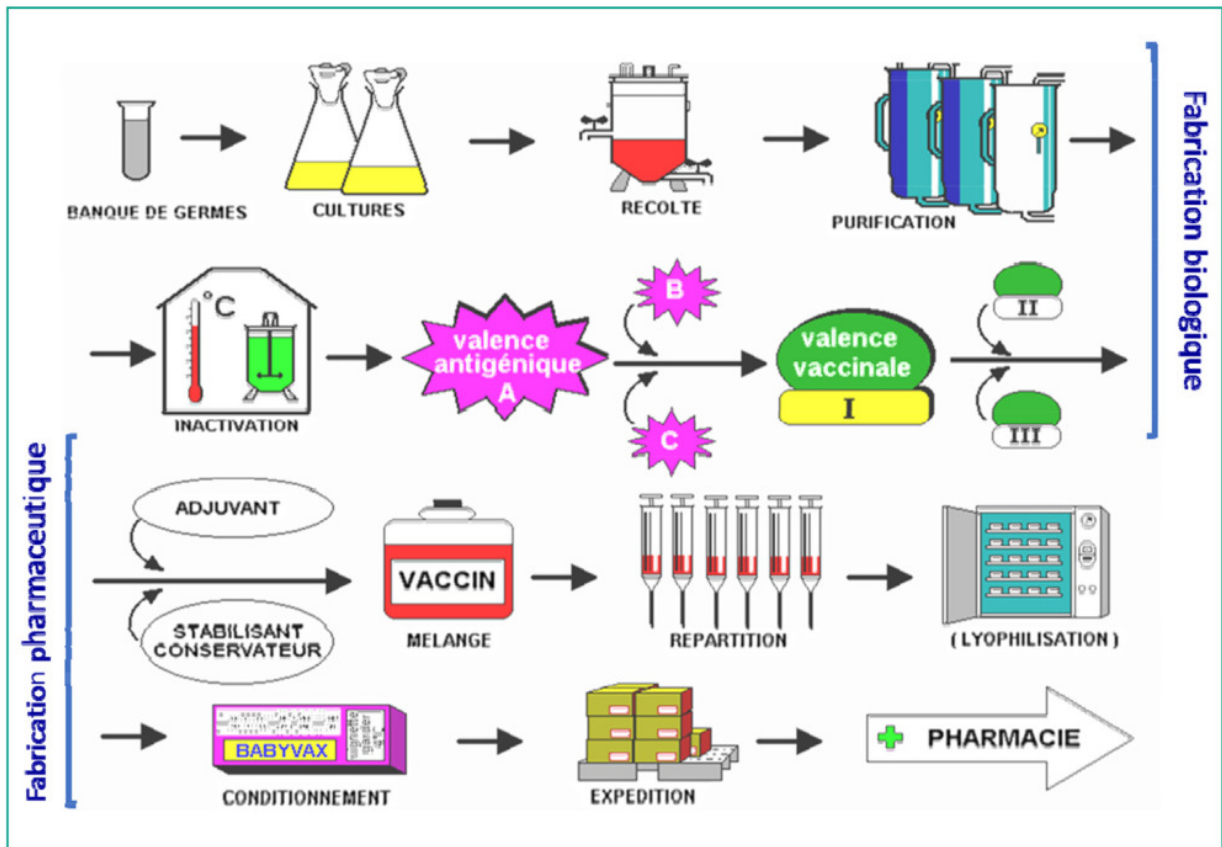 BANQUE DE GERMES
CULTURES
RECOLTE
PURIFICATION
Fabrication biologique
°C
INACTIVATION
valence
antigénique
A
B
C
valence
vaccinale
I
II
III
Fabrication pharmaceutique
ADJUVANT
STABILISANT
CONSERVATEUR
VACCIN
MELANGE
REPARTITION
( LYOPHILISATION )
BABYVAX
vignette
CONDITIONNEMENT
EXPEDITION
PHARMACIE